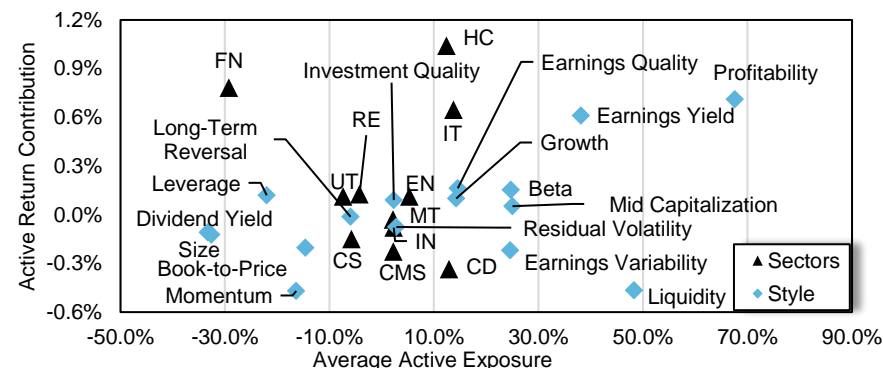 1.2%
0.9%
0.6%
0.3%
0.0%
-0.3%
-0.6%
Active Return Contribution
HC
FN
Investment Quality
Earnings Quality
Profitability
Long-Term
Reversal
RE
IT
Earnings Yield
Growth
Leverage
UT
EN
Beta
Dividend Yield
MT
Mid Capitalization
Size
IN
Residual Volatility
Book-to-Price
CS
CMS
CD
Earnings Variability
Momentum
Liquidity
Sectors
Style
-50.0%
-30.0%
-10.0%
10.0%
30.0%
50.0%
70.0%
90.0%
Average Active Exposure